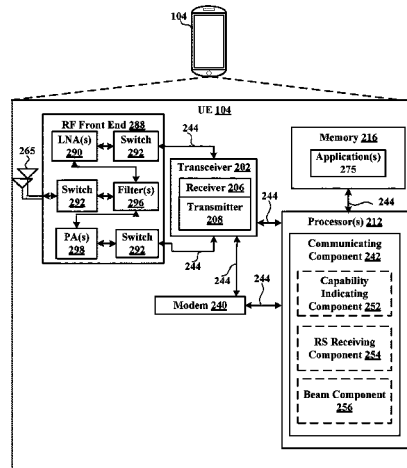 104
UE 104
RF Front End 288
LNA(s)
290
Switch
292
244
265
Switch
292
Filter(s)
296
PA(s)
298
Switch
292
244
Transceiver 202
Receiver 206
Transmitter
208
244
244
Modem 240
244
Memory 216
Application(s)
275
244
Processor(s) 212
Communicating
Component 242
Capability
Indicating
Component 252
RS Receiving
Component 254
Beam Component
256